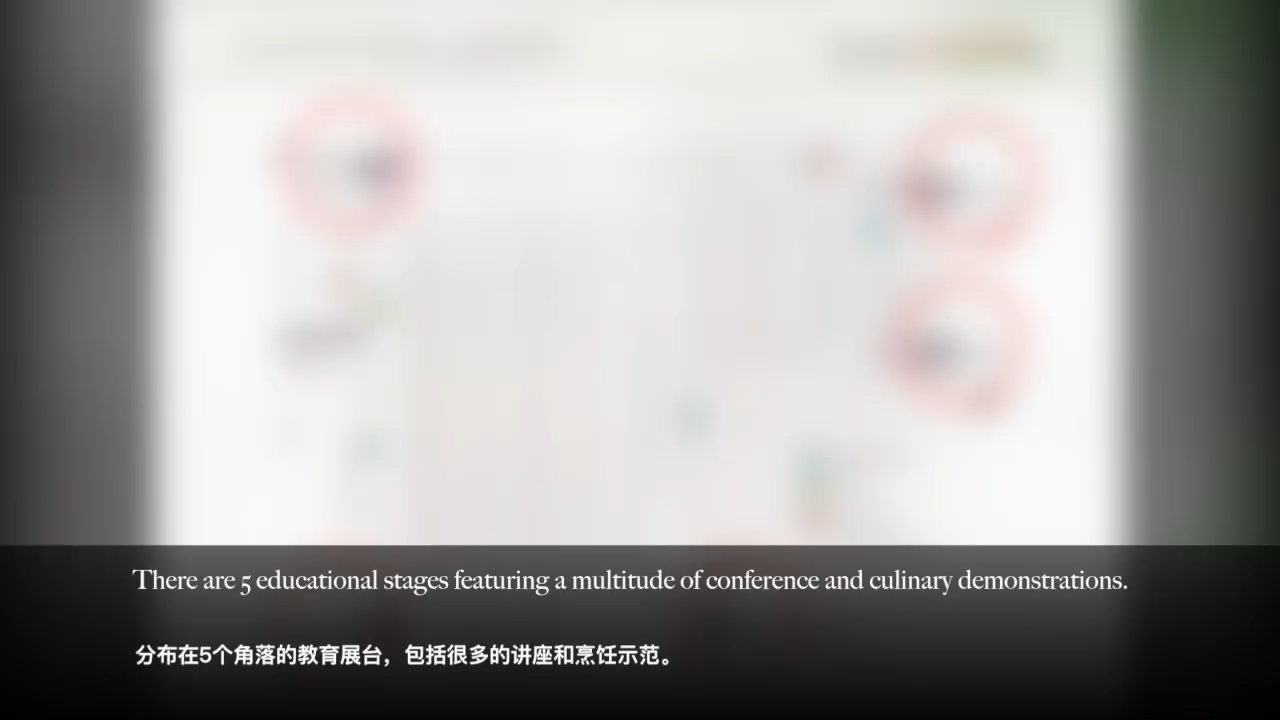 There are 5 educational stages featuring a multitude of conference and culinary demonstrations.
分布在5个角落的教育展台，包括很多的讲座和烹饪示范。